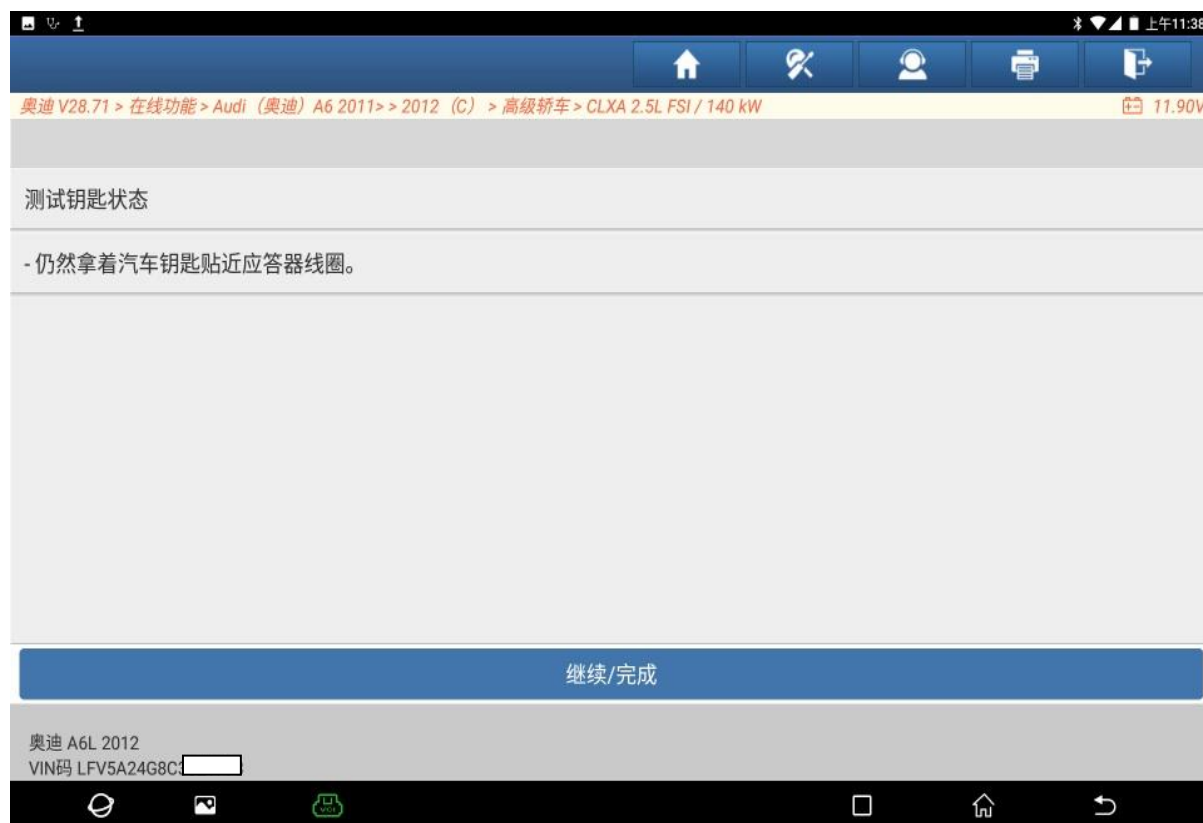 上午11:38
奥迪 V28.71 > 在线功能 > Audi（奥迪）A6 2011> > 2012（C）> 高级轿车 > CLXA 2.5L FSI / 140 kW
11.90V
测试钥匙状态
- 仍然拿着汽车钥匙贴近应答器线圈。
继续/完成
奥迪 A6L 2012
VIN码 LFV5A24G8C
VCI